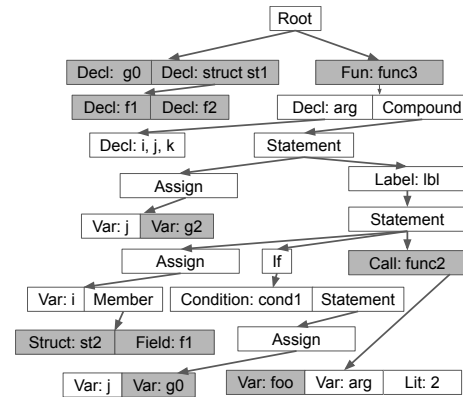 Root
Decl: g0 Decl: struct st1 Fun: func3
Decl: f1 Decl: f2 Decl: arg Compound
Decl: i, j, k Statement
Assign Label: lbl
Var: j Var: g2 Statement
Assign If Call: func2
Var: i Member Condition: cond1 Statement
Struct: st2 Field: f1 Assign
Var: j Var: g0 Var: foo Var: arg Lit: 2